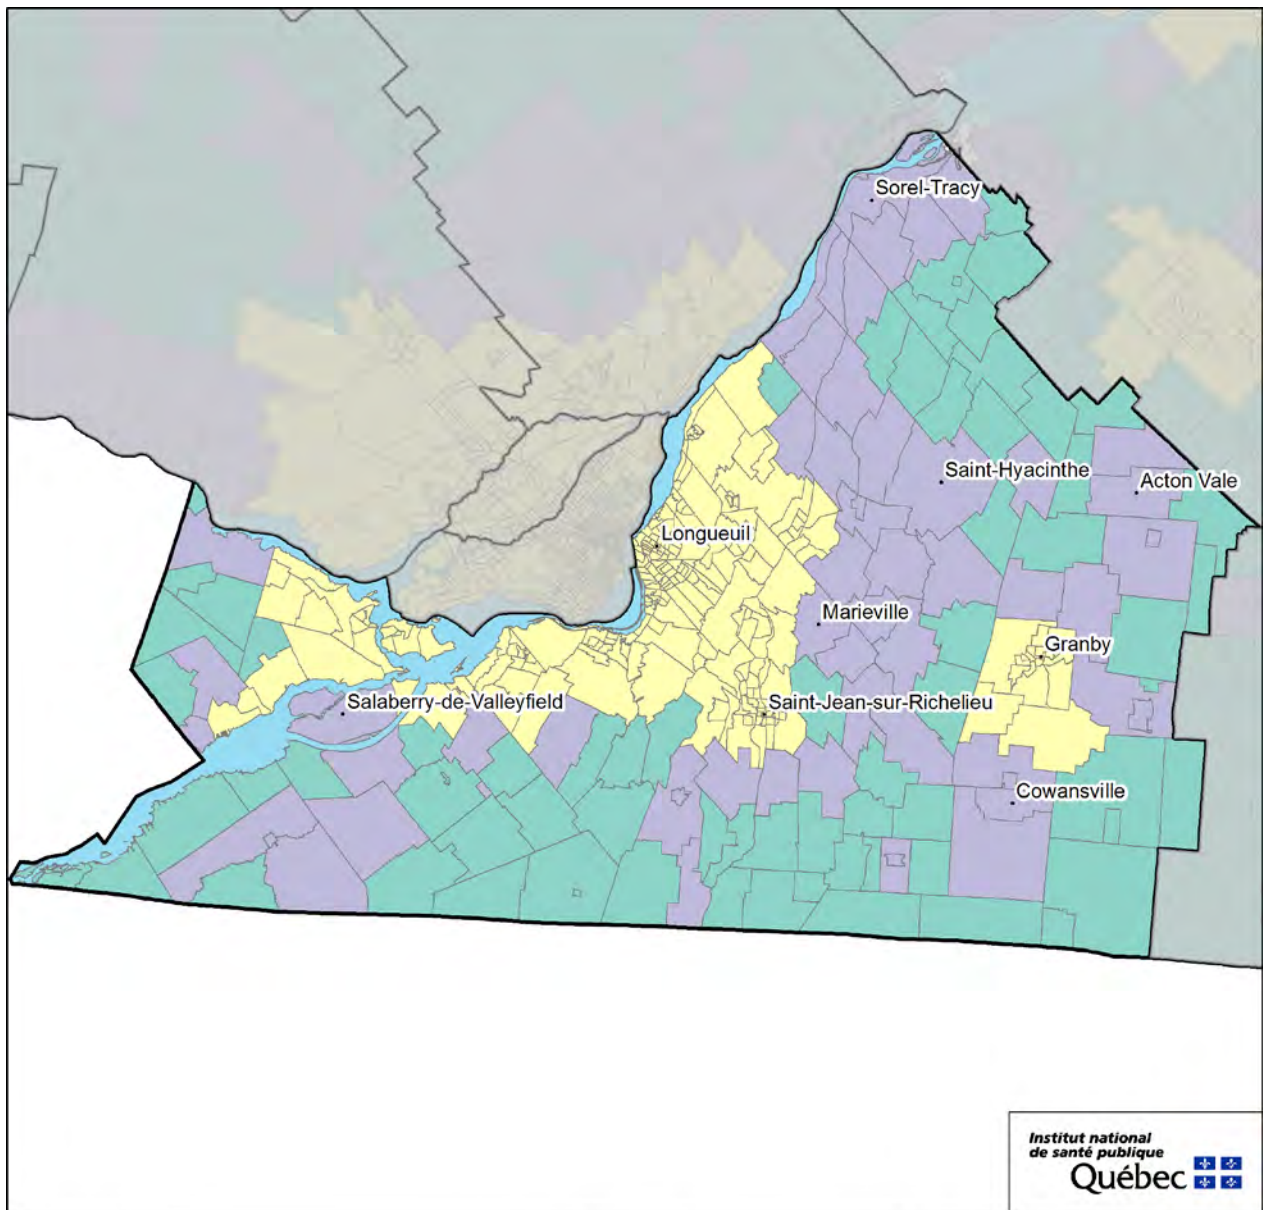 Sorel-Tracy
Saint-Hyacinthe
Acton Vale
Longueuil
Marieville
Granby
Salaberry-de-Valleyfield
Saint-Jean-sur-Richelieu
Cowansville
Institut national
de santé publique
Québec